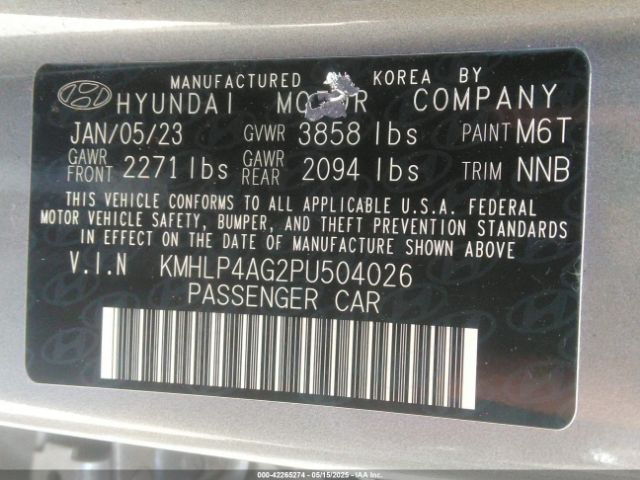 MANUFACTURED KOREA BY
HYUNDAI MOTOR COMPANY
JAN/05/23 GVWR 3858 lbs PAINT M6T
GAWR FRONT 2271 lbs GAWR REAR 2094 lbs TRIM NNB
THIS VEHICLE CONFORMS TO ALL APPLICABLE U.S.A. FEDERAL
MOTOR VEHICLE SAFETY, BUMPER, AND THEFT PREVENTION STANDARDS
IN EFFECT ON THE DATE OF MANUFACTURE SHOWN ABOVE
V.I.N KMHLP4AG2PU504026
PASSENGER CAR
000-42265274 - 05/15/2025 - IAAI.COM